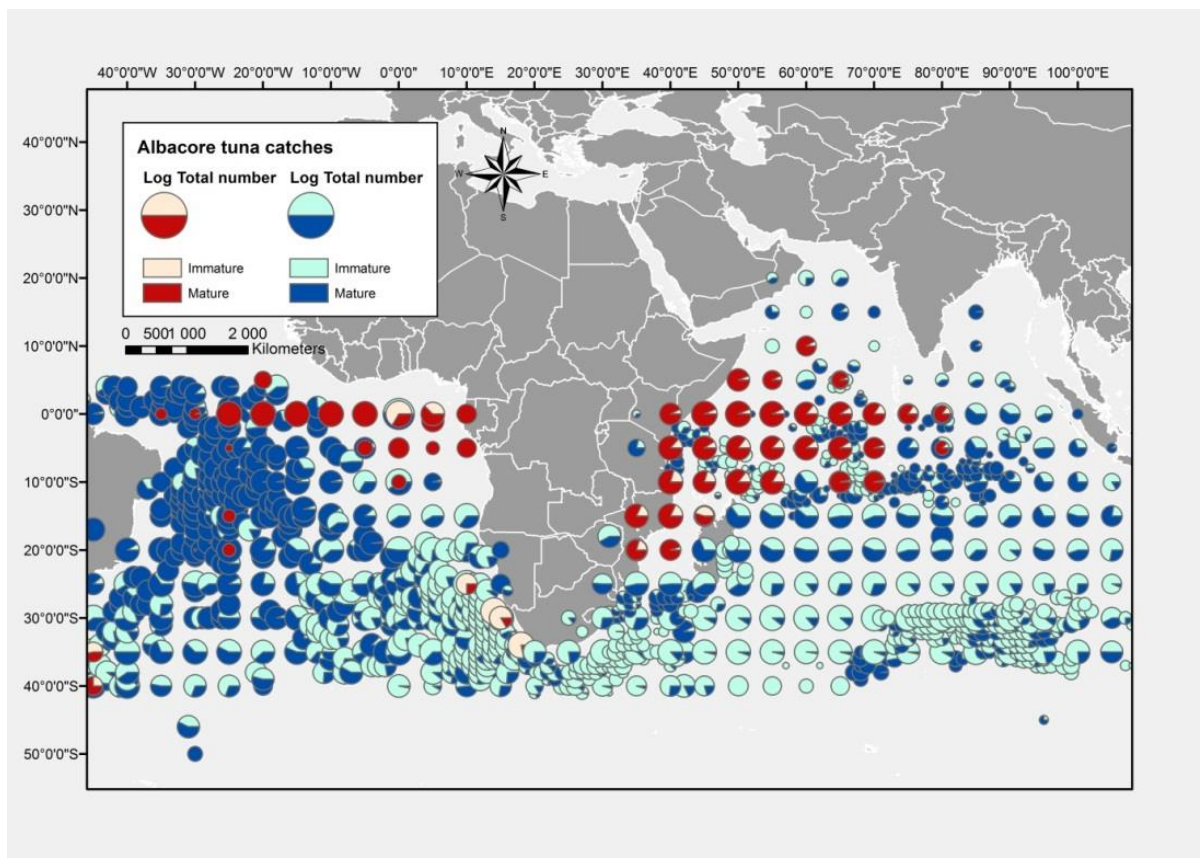 40°0'0"W 30°0'0"W 20°0'0"W 10°0'0"W 0°0'0" 10°0'0"E 20°0'0"E 30°0'0"E 40°0'0"E 50°0'0"E 60°0'0"E 70°0'0"E 80°0'0"E 90°0'0"E 100°0'0"E
40°0'0"N
30°0'0"N
20°0'0"N
10°0'0"N
0°0'0"
10°0'0"S
20°0'0"S
30°0'0"S
40°0'0"S
50°0'0"S
Albacore tuna catches
Log Total number Log Total number
Immature Immature
Mature Mature
0 5001 000 2 000
Kilometers
N
W E
S